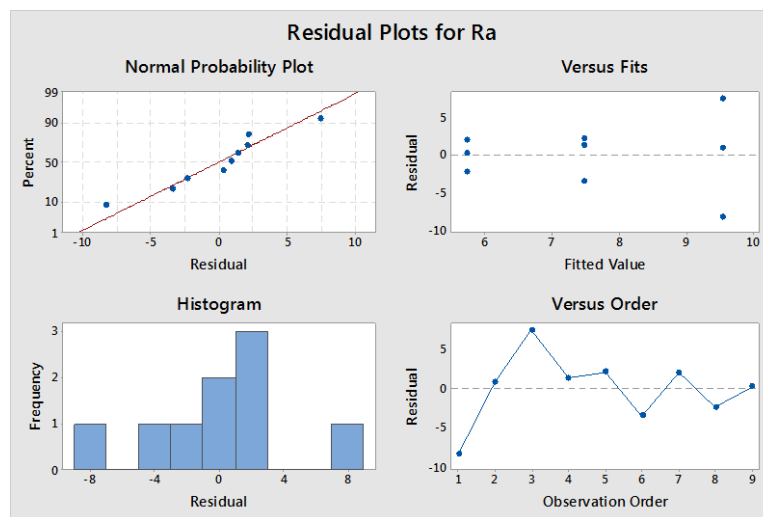 Residual Plots for Ra
Normal Probability Plot
99
90
50
10
1
Percent
-10 -5 0 5 10
Residual
Versus Fits
5
0
-5
-10
Residual
6 7 8 9 10
Fitted Value
Histogram
3
2
1
0
Frequency
-8 -4 0 4 8
Residual
Versus Order
5
0
-5
-10
Residual
1 2 3 4 5 6 7 8 9
Observation Order